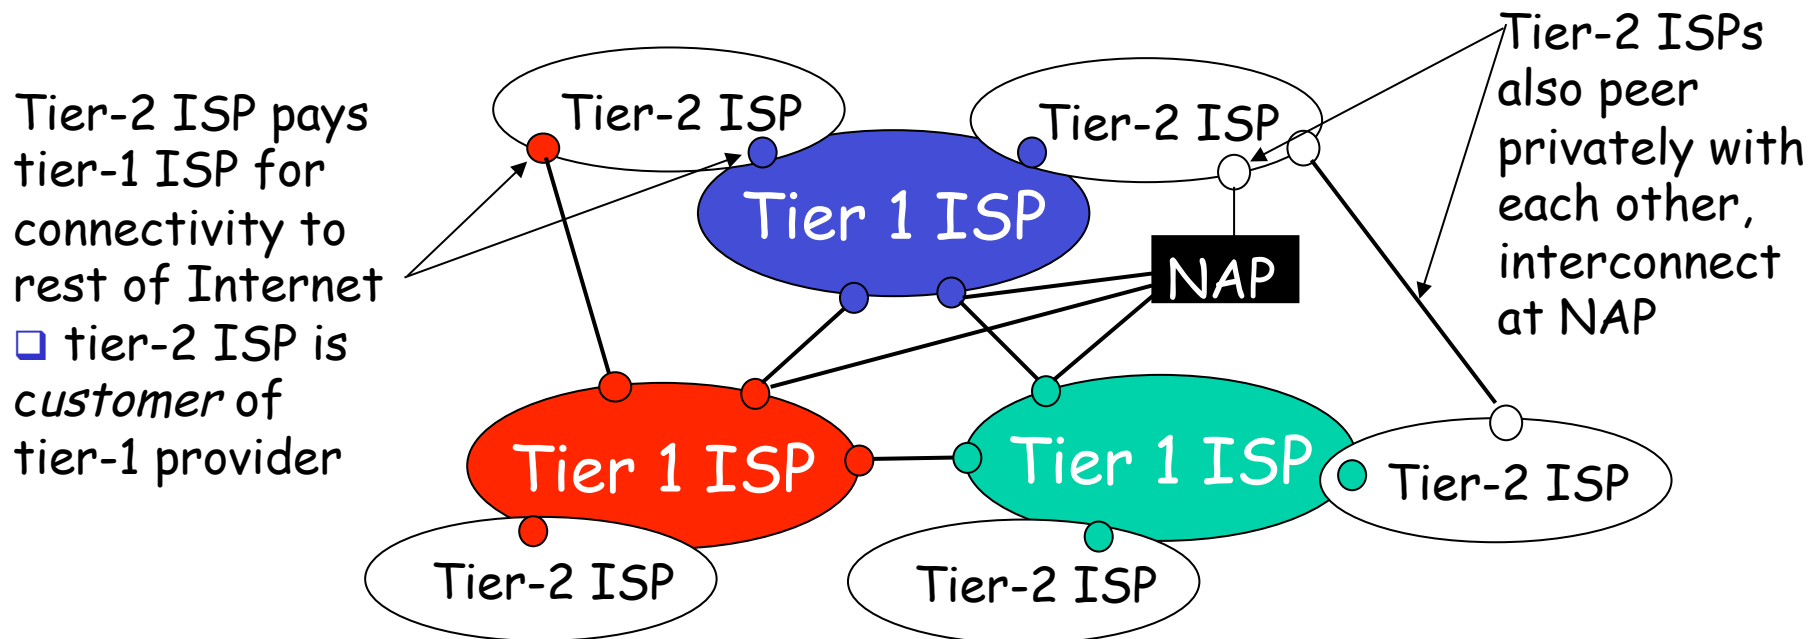 Tier-2 ISP pays
tier-1 ISP for
connectivity to
rest of Internet
❑ tier-2 ISP is
customer of
tier-1 provider
Tier-2 ISP
Tier-2 ISP
Tier 1 ISP
NAP
Tier-2 ISPs
also peer
privately with
each other,
interconnect
at NAP
Tier 1 ISP
Tier 1 ISP
Tier-2 ISP
Tier-2 ISP
Tier-2 ISP